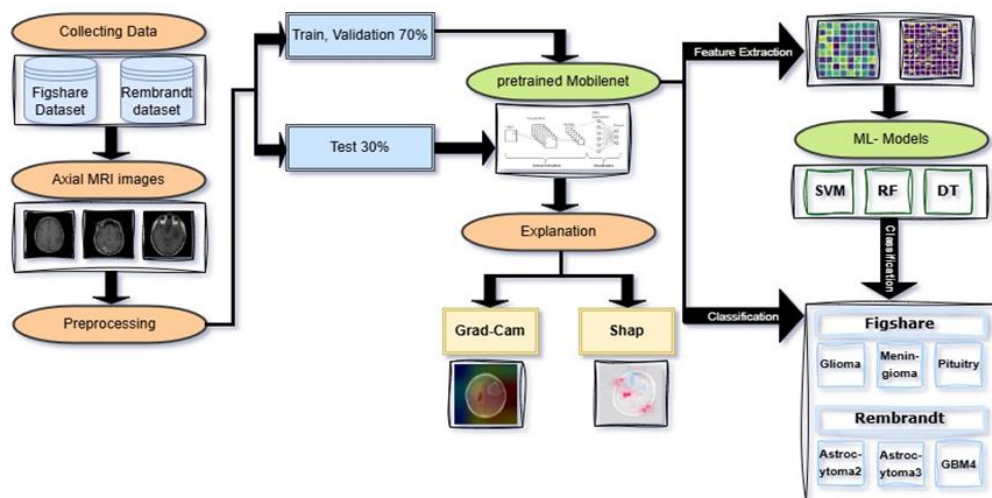 Collecting Data
Figshare
Dataset
Rembrandt
dataset
Axial MRI images
Preprocessing
Train, Validation 70%
Test 30%
pretrained Mobilenet
Explanation
Grad-Cam
Shap
Feature Extraction
ML- Models
SVM
RF
DT
Classification
Classification
Figshare
Glioma
Menin-
gioma
Pituitry
Rembrandt
Astroc-
ytoma2
Astroc-
ytoma3
GBM4